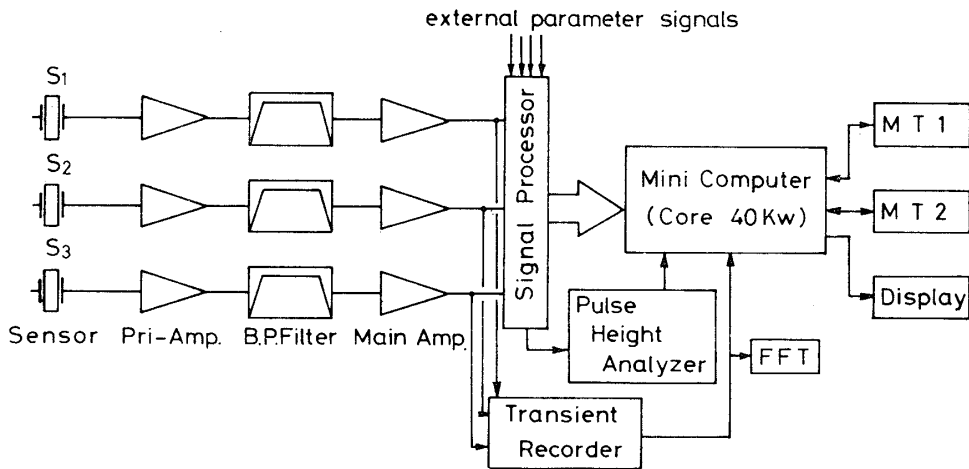 external parameter signals
S1
S2
S3
Sensor
Pri-Amp.
B.P.Filter
Main Amp.
Signal Processor
Mini Computer
(Core 40Kw)
MT1
MT2
Display
Pulse
Height
Analyzer
FFT
Transient
Recorder